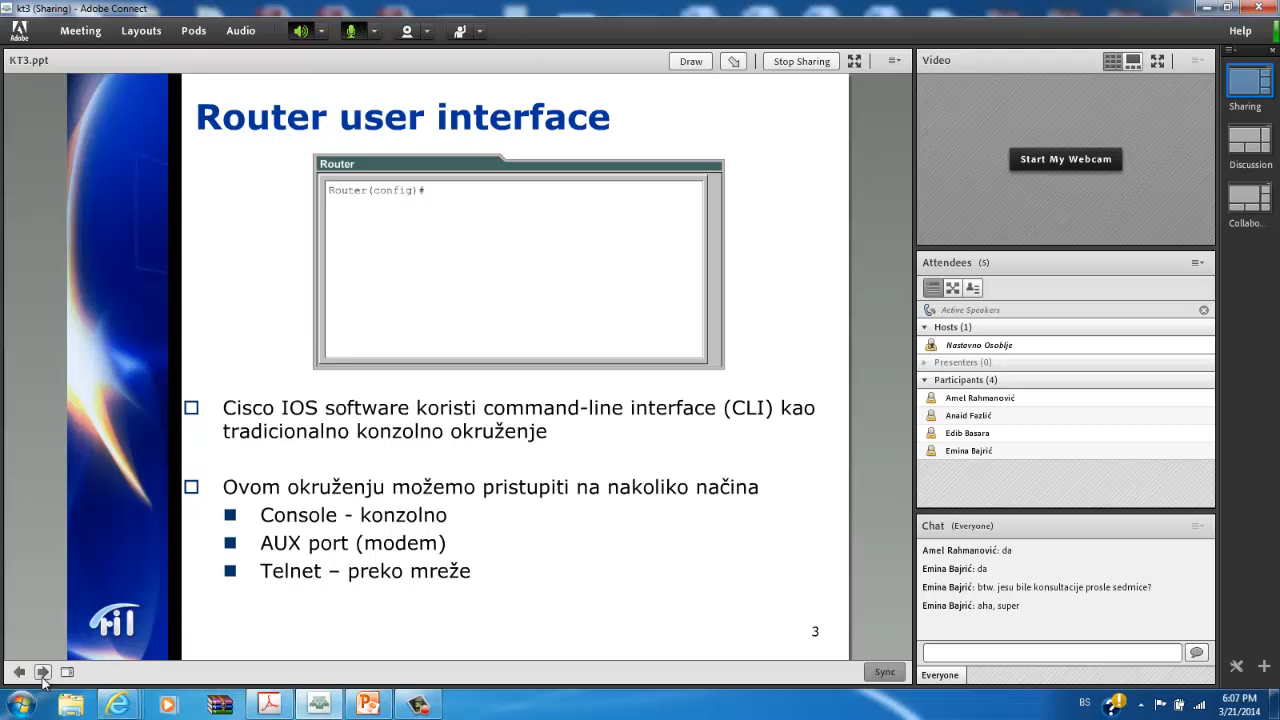 kt3 (Sharing) - Adobe Connect
Adobe
Meeting
Layouts
Pods
Audio
Help
KT3.ppt
Draw
Stop Sharing
Router user interface
Router
Router(config)#
Cisco IOS software koristi command-line interface (CLI) kao
tradicionalno konzolno okruženje
Ovom okruženju možemo pristupiti na nakoliko načina
Console - konzolno
AUX port (modem)
Telnet – preko mreže
3
Sync
Video
Start My Webcam
Attendees (5)
Active Speakers
Hosts (1)
Nastavno Osoblje
Presenters (0)
Participants (4)
Amel Rahmanović
Anaid Fazlić
Edib Basara
Emina Bajrić
Chat (Everyone)
Amel Rahmanović: da
Emina Bajrić: da
Emina Bajrić: btw. jesu bile konsultacije prosle sedmice?
Emina Bajrić: aha, super
Everyone
Sharing
Discussion
Collabo...
BS
6:07 PM
3/21/2014